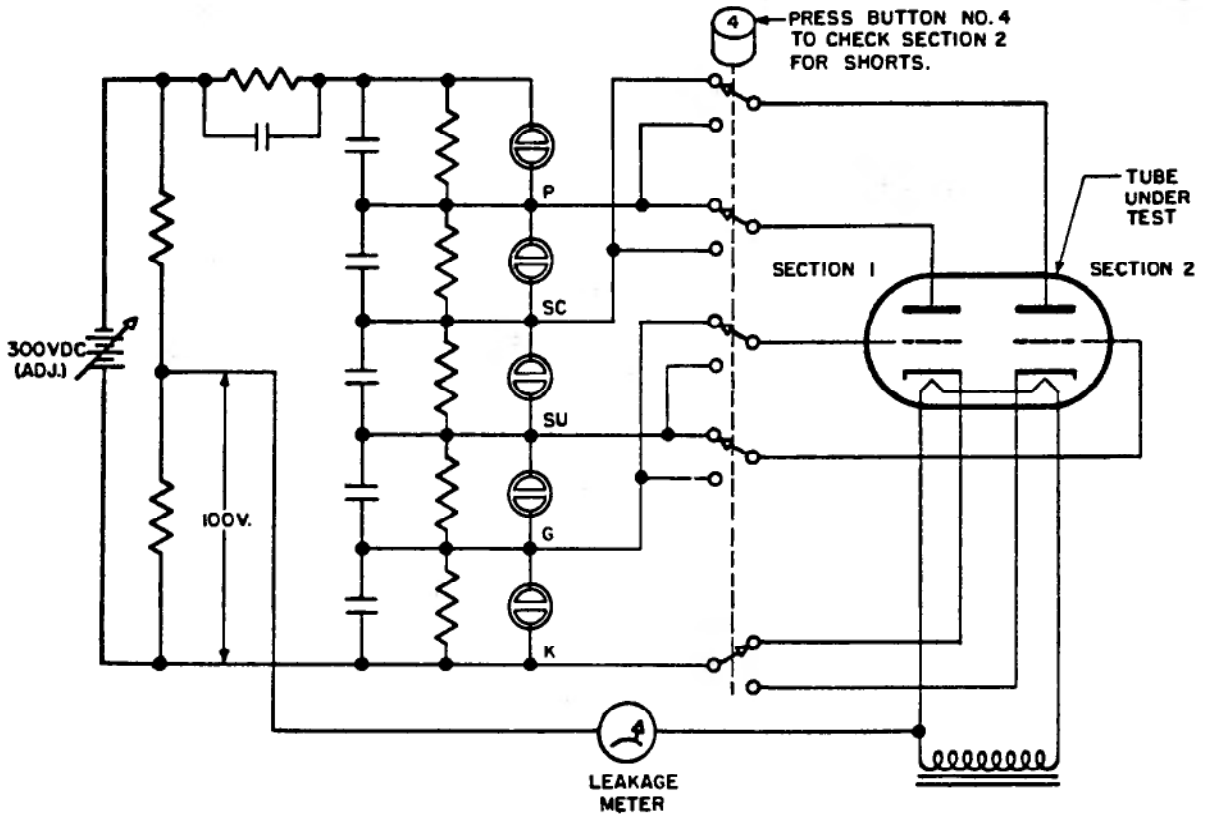 4
PRESS BUTTON NO. 4
TO CHECK SECTION 2
FOR SHORTS.
P
TUBE
UNDER
TEST
SECTION 1
SECTION 2
SC
300VDC
(ADJ.)
SU
100V.
G
K
LEAKAGE
METER